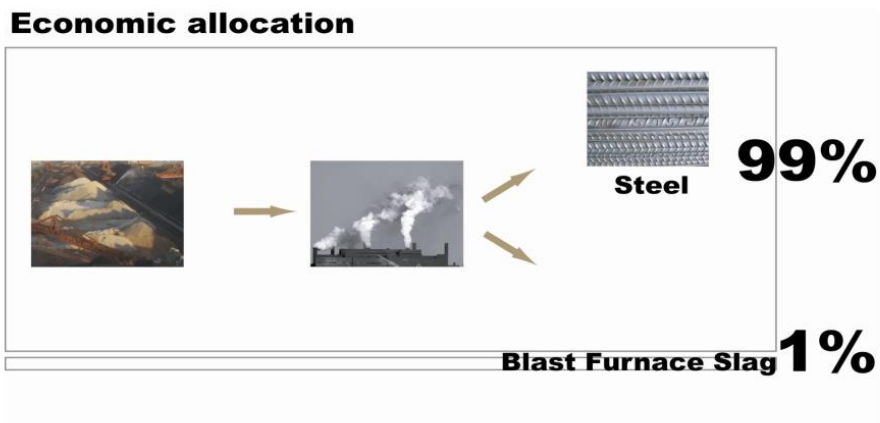 Economic allocation
Steel
99%
Blast Furnace Slag
1%